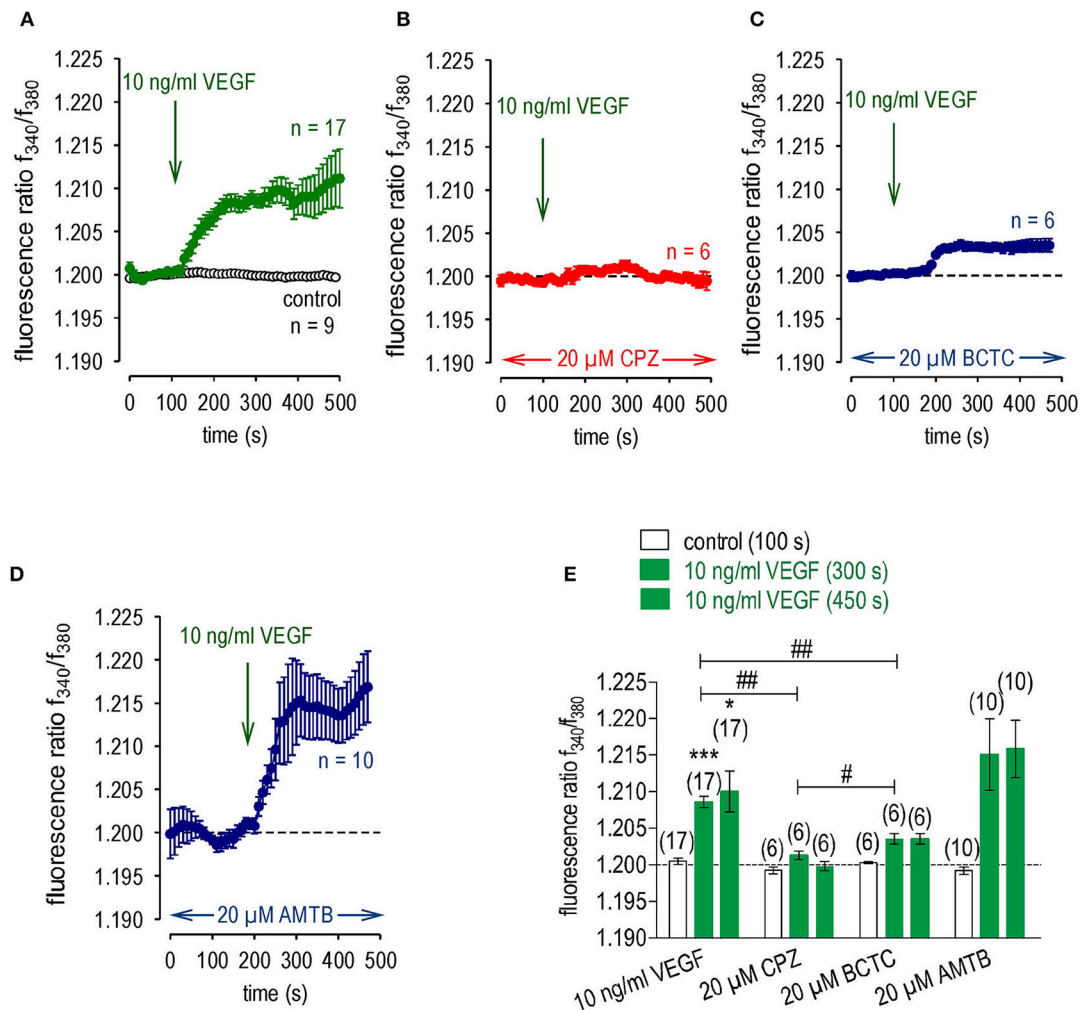 A
fluorescence ratio f340/f380
1.225
1.220
1.215
1.210
1.205
1.200
1.195
1.190
10 ng/ml VEGF
n = 17
control
n = 9
0 100 200 300 400 500
time (s)
B
fluorescence ratio f340/f380
1.225
1.220
1.215
1.210
1.205
1.200
1.195
1.190
10 ng/ml VEGF
n = 6
20 µM CPZ
0 100 200 300 400 500
time (s)
C
fluorescence ratio f340/f380
1.225
1.220
1.215
1.210
1.205
1.200
1.195
1.190
10 ng/ml VEGF
n = 6
20 µM BCTC
0 100 200 300 400 500
time (s)
D
fluorescence ratio f340/f380
1.225
1.220
1.215
1.210
1.205
1.200
1.195
1.190
10 ng/ml VEGF
n = 10
20 µM AMTB
0 100 200 300 400 500
time (s)
E
control (100 s)
10 ng/ml VEGF (300 s)
10 ng/ml VEGF (450 s)
fluorescence ratio f340/f380
1.225
1.220
1.215
1.210
1.205
1.200
1.195
1.190
##
##
#
*
***
(17) (17) (17)
(6) (6) (6)
(6) (6) (6)
(10) (10) (10)
10 ng/ml VEGF
20 µM CPZ
20 µM BCTC
20 µM AMTB